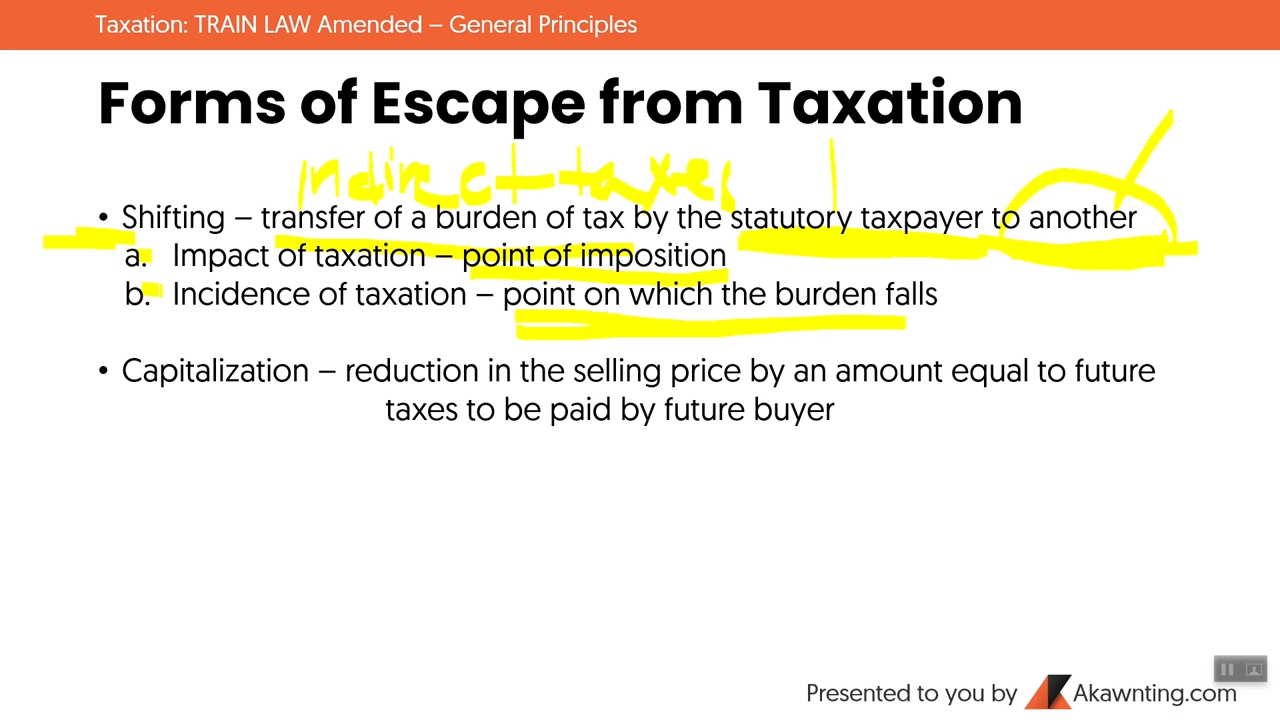 Taxation: TRAIN LAW Amended – General Principles
Forms of Escape from Taxation
Indirect taxes
• Shifting – transfer of a burden of tax by the statutory taxpayer to another
a. Impact of taxation – point of imposition
b. Incidence of taxation – point on which the burden falls
• Capitalization – reduction in the selling price by an amount equal to future
taxes to be paid by future buyer
Presented to you by Akawnting.com